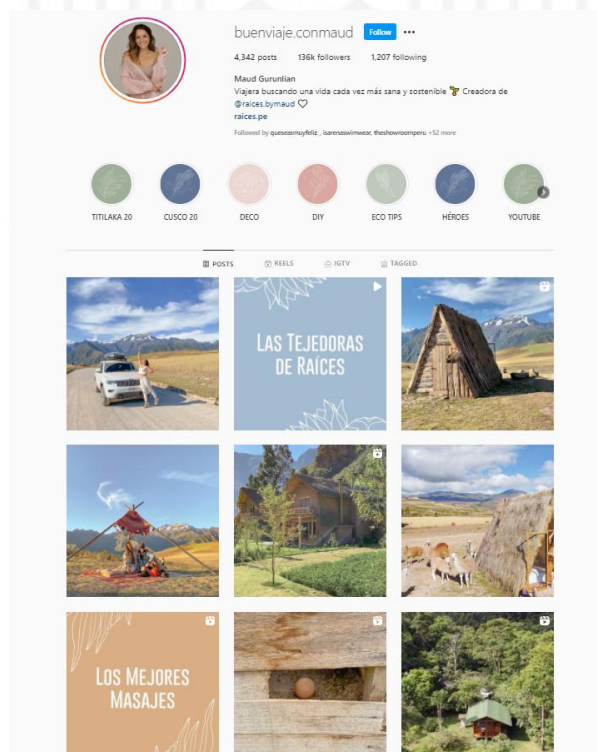 buenviaje.conmaud Follow •••
4,342 posts 136k followers 1,207 following
Maud Gurunlian
Viajera buscando una vida cada vez más sana y sostenible 🌱 Creadora de
@raices.bymaud ♡
raices.pe
Followed by queseasmuyfeliz , isarenaswimwear, theshowroomperu +52 more
TITILAKA 20 CUSCO 20 DECO DIY ECO TIPS HÉROES YOUTUBE
POSTS REELS IGTV TAGGED
LAS TEJEDORAS
DE RAÍCES
LOS MEJORES
MASAJES